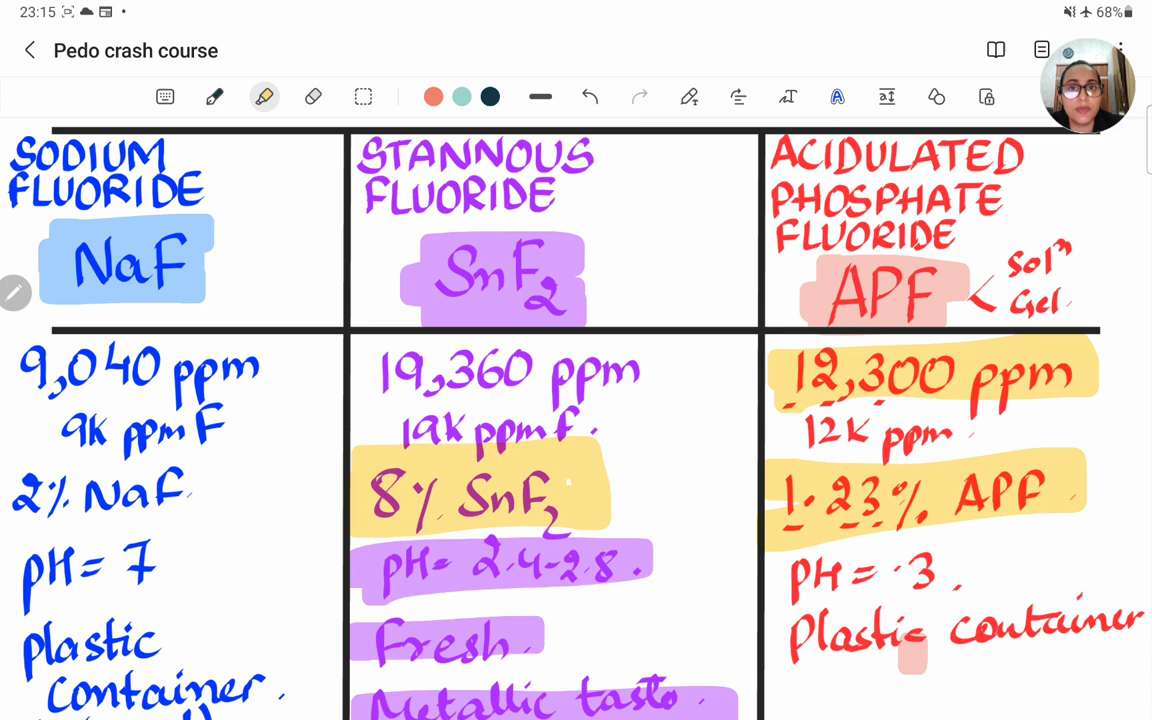 23:15
68%
Pedo crash course
SODIUM
FLUORIDE
NaF
9,040 ppm
9K ppm F
2% NaF.
pH = 7
plastic
container.
STANNOUS
FLUORIDE
SnF2
19,360 ppm
19K ppm F.
8% SnF2
pH = 2.4-2.8.
Fresh.
Metallic taste.
ACIDULATED
PHOSPHATE
FLUORIDE
APF < Solⁿ
Gel.
12,300 ppm
12K ppm.
1.23% APF
pH = 3.
Plastic container